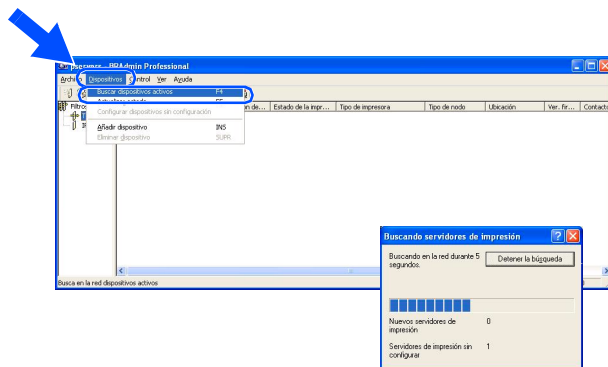 BRAdmin Professional
Archivo Dispositivos Control Ver Ayuda
Buscar dispositivos activos F4
Actualizar estado F5
Configurar dispositivos sin configuración
Añadir dispositivo INS
Eliminar dispositivo SUPR
Filtros
Estado de la impr... Tipo de impresora Tipo de nodo Ubicación Ver. fir... Contacto
Busca en la red dispositivos activos
Buscando servidores de impresión
Buscando en la red durante 5
segundos.
Detener la búsqueda
Nuevos servidores de
impresión
0
Servidores de impresión sin
configurar
1